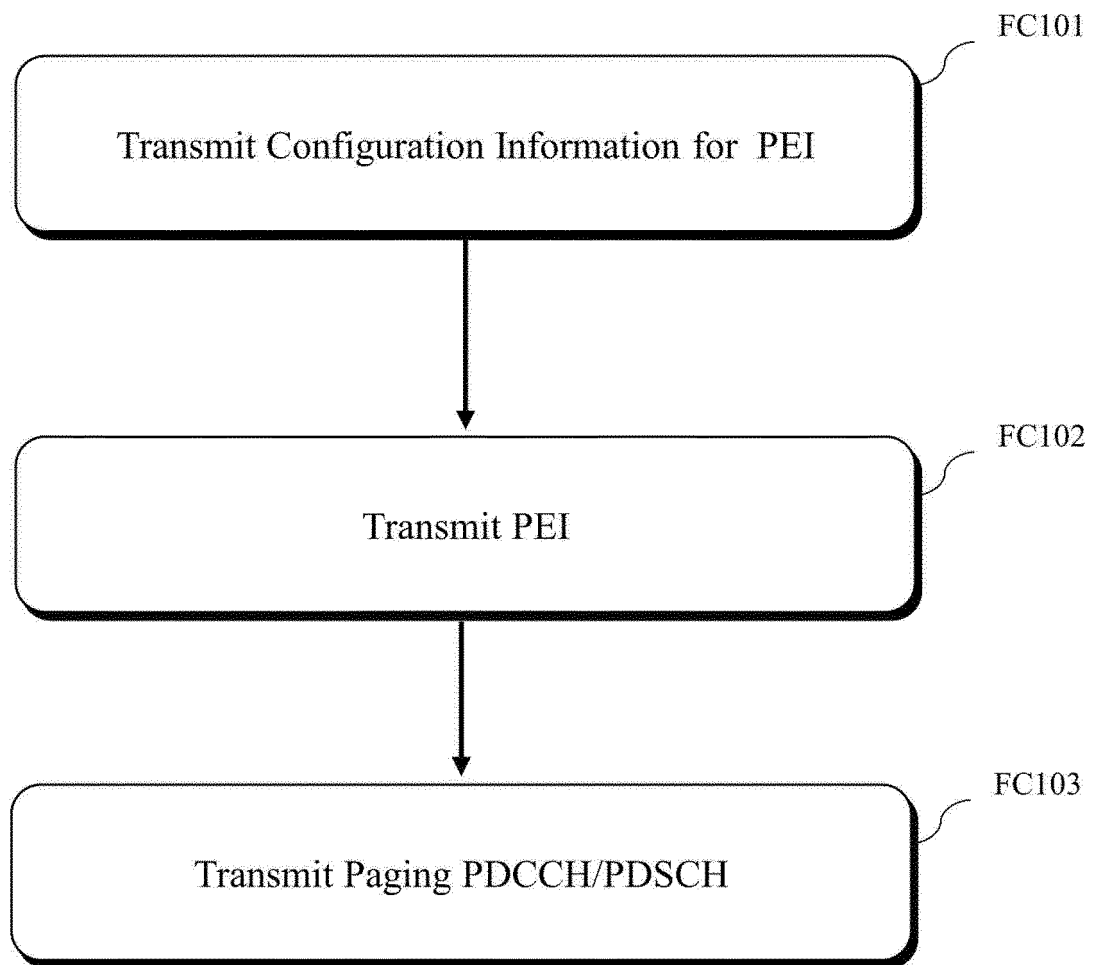 FC101
Transmit Configuration Information for PEI
FC102
Transmit PEI
FC103
Transmit Paging PDCCH/PDSCH